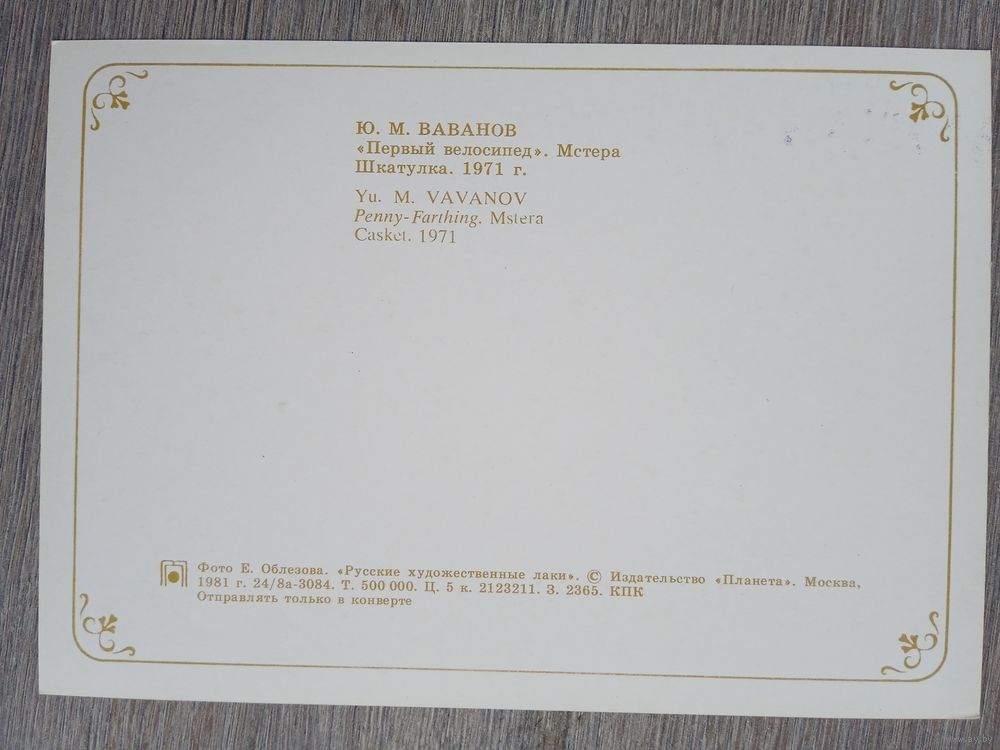 Ю. М. ВАВАНОВ
«Первый велосипед». Мстера
Шкатулка. 1971 г.
Yu. M. VAVANOV
Penny-Farthing. Mstera
Casket. 1971
Фото Е. Облезова. «Русские художественные лаки». © Издательство «Планета». Москва,
1981 г. 24/8а-3084. Т. 500 000. Ц. 5 к. 2123211. З. 2365. КПК
Отправлять только в конверте